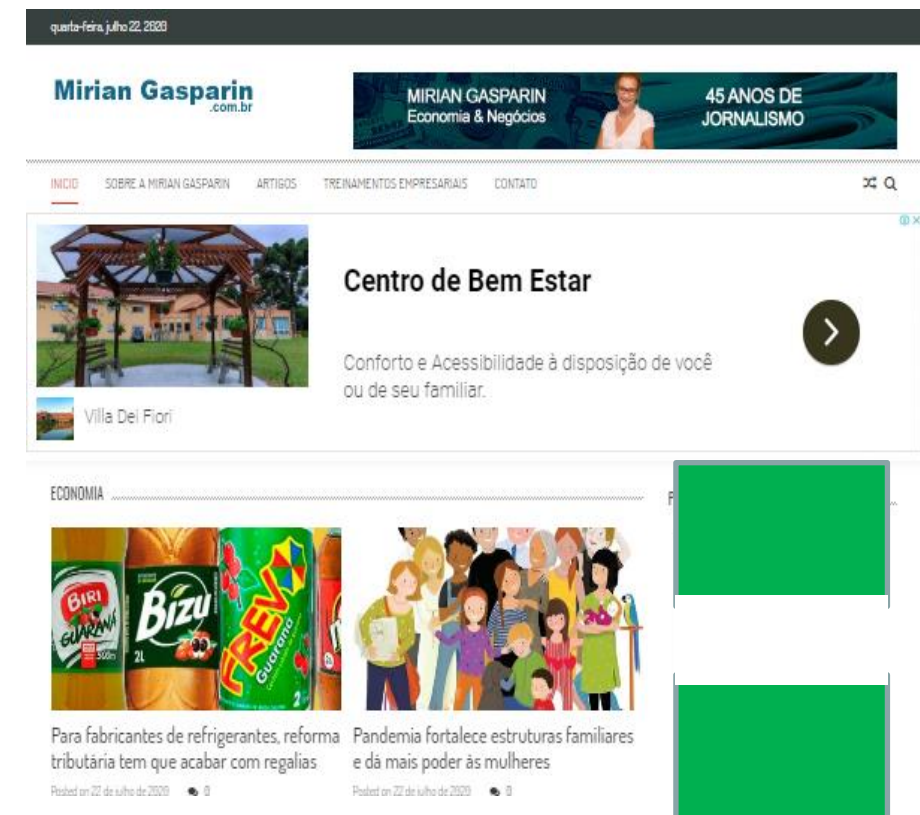 quarta-feira, julho 22, 2020
Mirian Gasparin
.com.br
MIRIAN GASPARIN
Economia & Negócios
45 ANOS DE
JORNALISMO
INICIO SOBRE A MIRIAN GASPARIN ARTIGOS TREINAMENTOS EMPRESARIAIS CONTATO
Centro de Bem Estar
Conforto e Acessibilidade à disposição de você
ou de seu familiar.
Villa Dei Fiori
ECONOMIA
BIRI
GUARANÁ
500ml
Bizu
2L
FREVO
Guaraná
2
Para fabricantes de refrigerantes, reforma
tributária tem que acabar com regalias
Posted on 22 de julho de 2020 0
Pandemia fortalece estruturas familiares
e dá mais poder às mulheres
Posted on 22 de julho de 2020 0